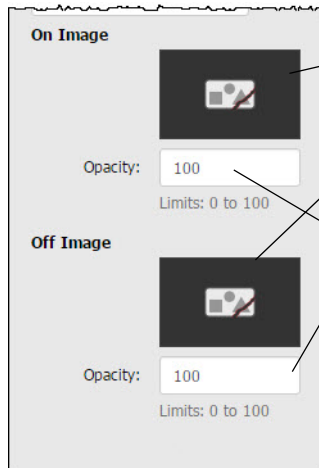 On Image
Opacity:
100
Limits: 0 to 100
Off Image
Opacity:
100
Limits: 0 to 100